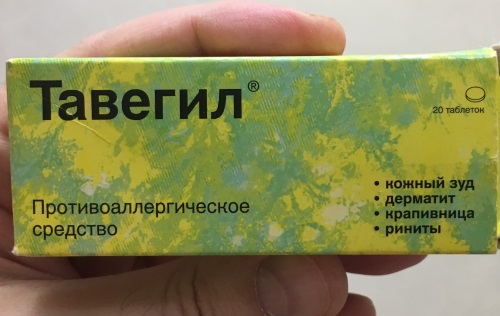 Тавегил®
20 таблеток
Противоаллергическое
средство
• кожный зуд
• дерматит
• крапивница
• риниты